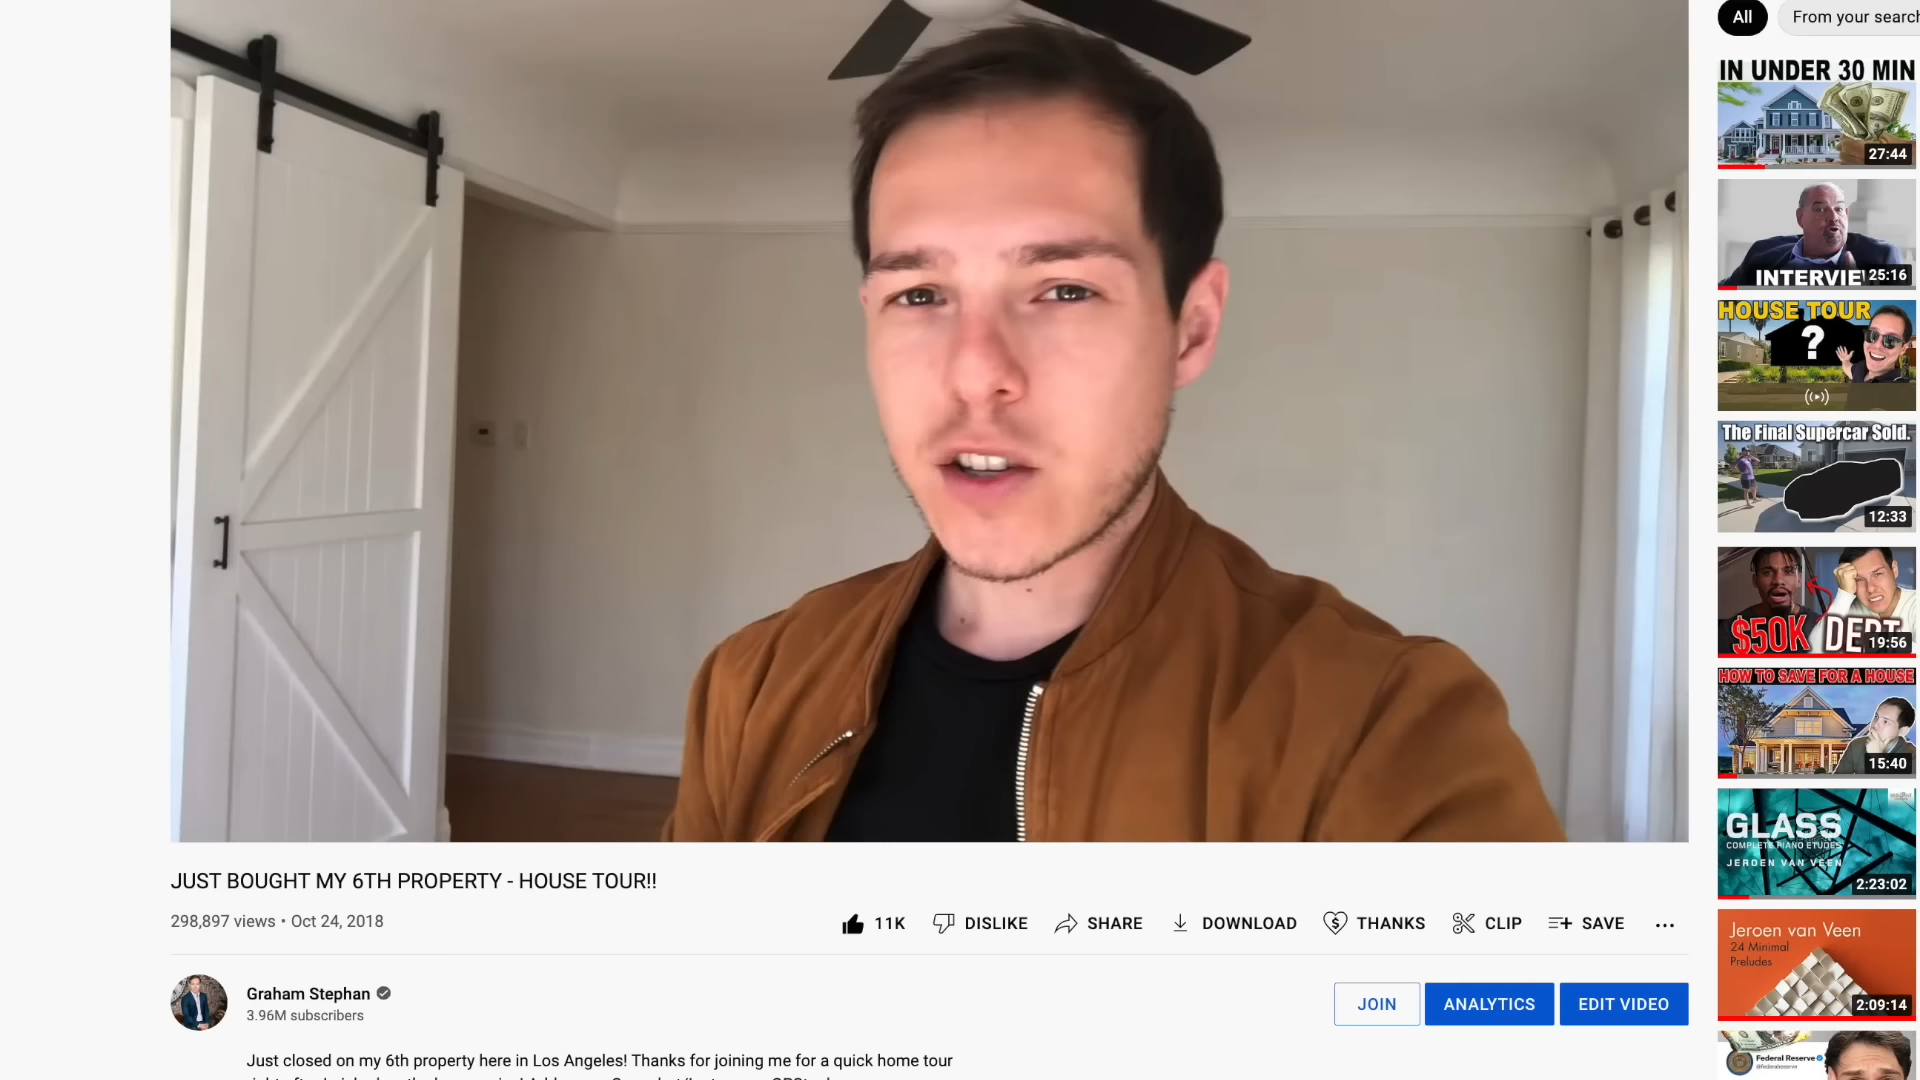 All
From your search
IN UNDER 30 MIN
27:44
INTERVIE
25:16
HOUSE TOUR
?
The Final Supercar Sold.
12:33
$50K DEBT
19:56
HOW TO SAVE FOR A HOUSE
15:40
GLASS
COMPLETE PIANO ETUDES
JEROEN VAN VEEN
2:23:02
Jeroen van Veen
24 Minimal
Preludes
2:09:14
Federal Reserve
@federalreserve
JUST BOUGHT MY 6TH PROPERTY - HOUSE TOUR!!
298,897 views • Oct 24, 2018
11K DISLIKE SHARE DOWNLOAD THANKS CLIP SAVE ...
Graham Stephan
3.96M subscribers
JOIN ANALYTICS EDIT VIDEO
Just closed on my 6th property here in Los Angeles! Thanks for joining me for a quick home tour